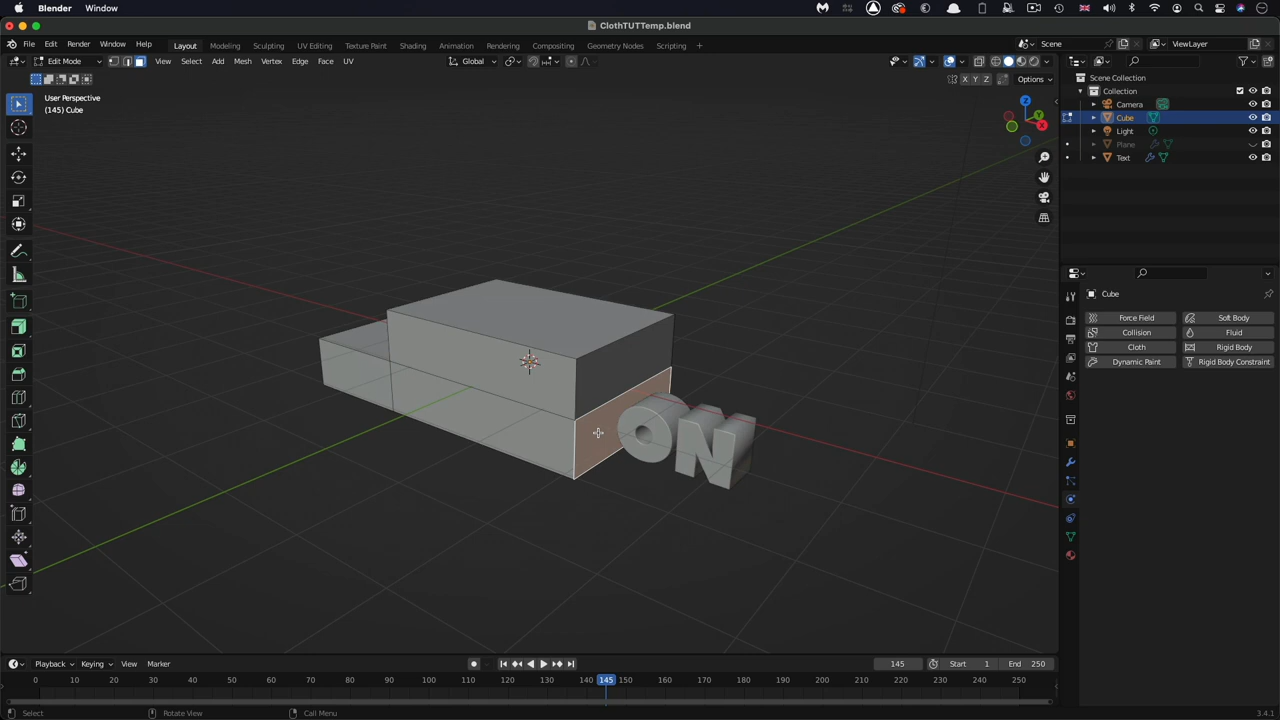 Blender Window
ClothTUTTemp.blend
File Edit Render Window Help Layout Modeling Sculpting UV Editing Texture Paint Shading Animation Rendering Compositing Geometry Nodes Scripting + Scene ViewLayer
Edit Mode View Select Add Mesh Vertex Edge Face UV Global
X Y Z Options
User Perspective
(145) Cube
Z
Y
X
ON
Scene Collection
Collection
Camera
Cube
Light
Plane
Text
Cube
Force Field Soft Body
Collision Fluid
Cloth Rigid Body
Dynamic Paint Rigid Body Constraint
Playback Keying View Marker 145 Start 1 End 250
0 10 20 30 40 50 60 70 80 90 100 110 120 130 140 145 150 160 170 180 190 200 210 220 230 240 250
Select Rotate View Call Menu 3.4.1